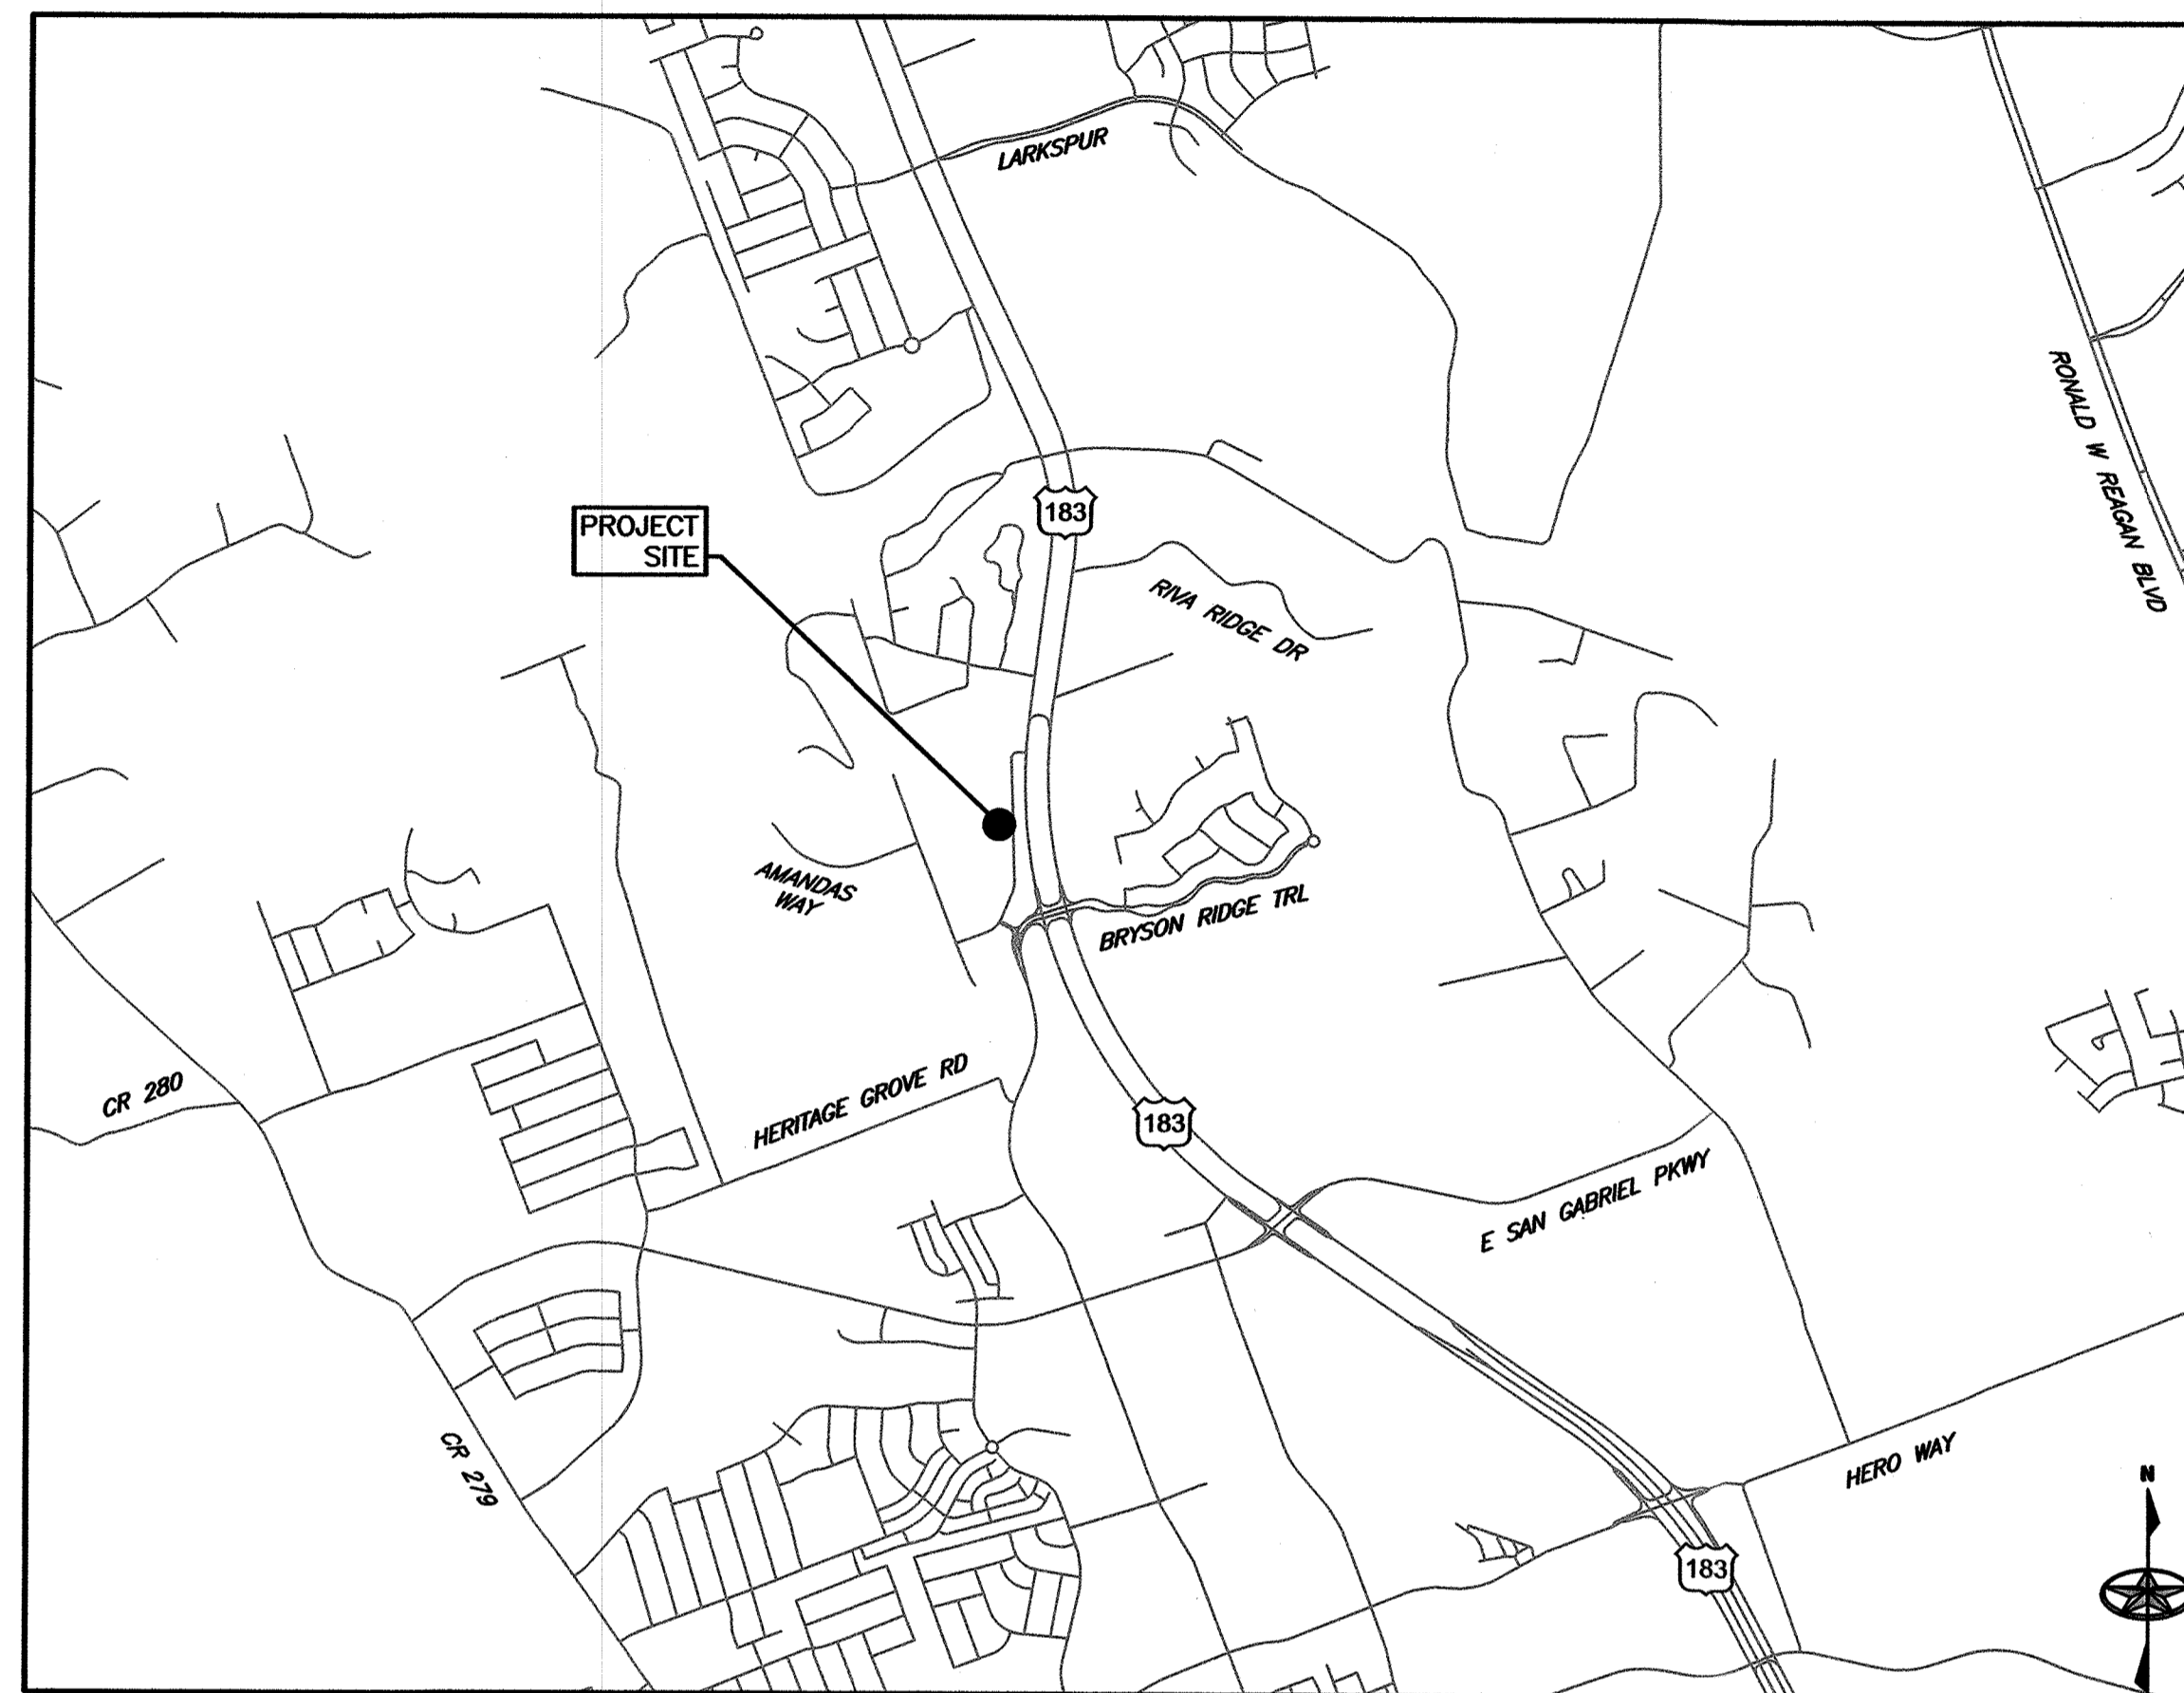 LARKSPUR
RONALD W REAGAN BLVD
183
PROJECT
SITE
RIVA RIDGE DR
AMANDAS
WAY
BRYSON RIDGE TRL
CR 280
HERITAGE GROVE RD
183
E SAN GABRIEL PKWY
CR 279
HERO WAY
N
183